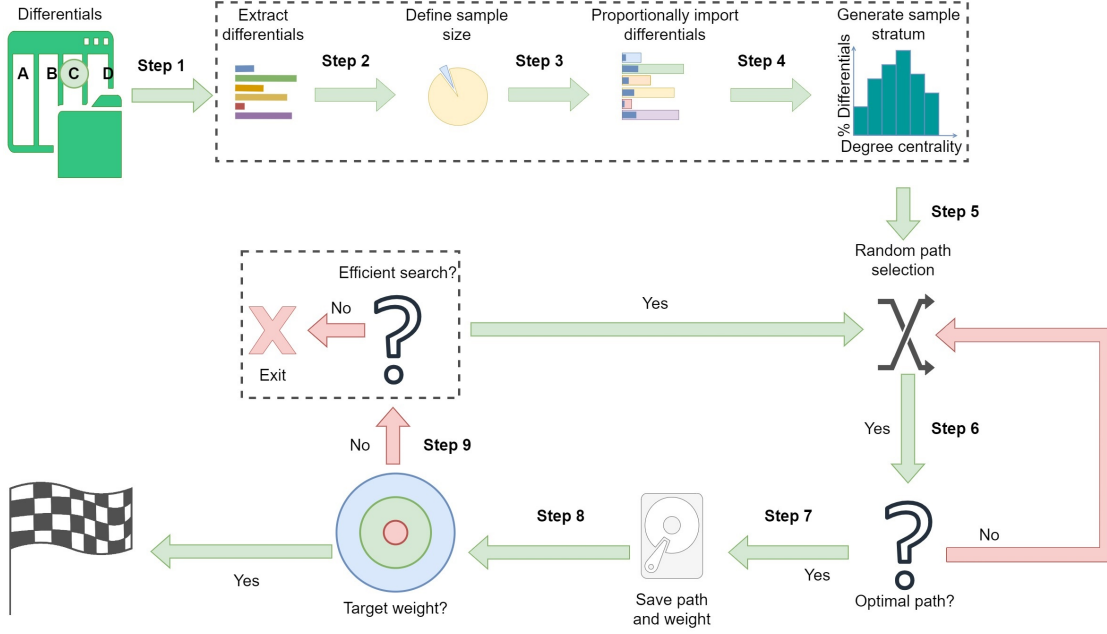 Differentials
A B C D
Step 1
Extract
differentials
Step 2
Define sample
size
Step 3
Proportionally import
differentials
Step 4
Generate sample
stratum
% Differentials
Degree centrality
Step 5
Random path
selection
Efficient search?
No
Exit
Yes
Yes
Step 6
No
Step 9
Step 8
Step 7
No
Yes
Optimal path?
Save path
and weight
Target weight?
Yes